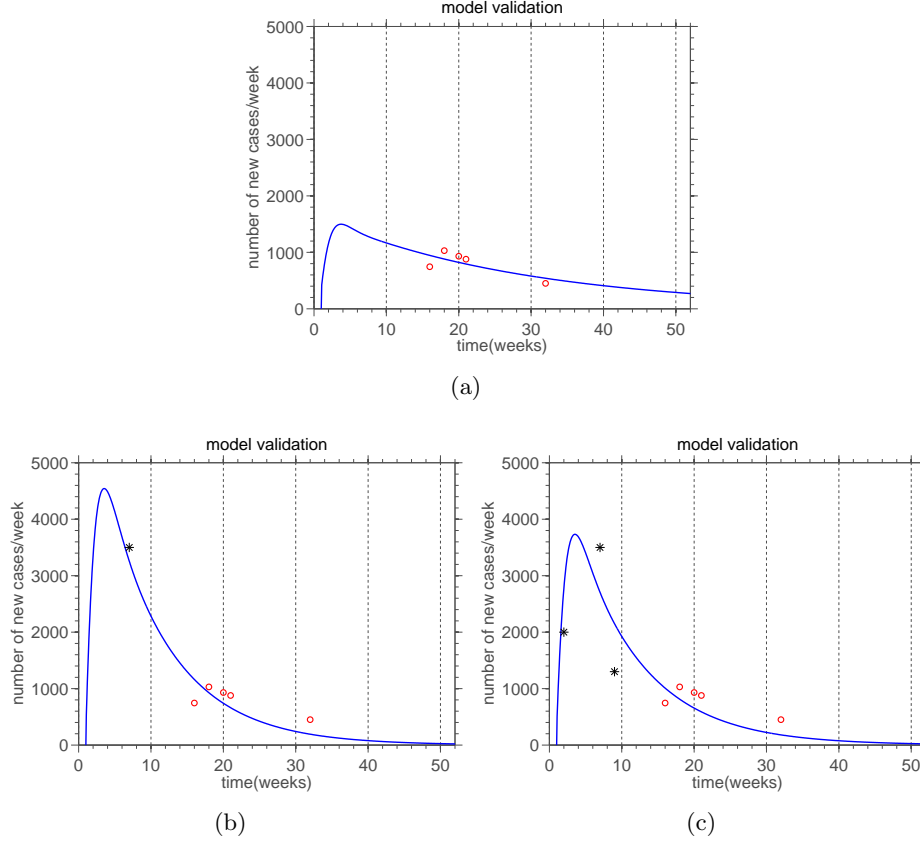 model validation
number of new cases/week
5000
4000
3000
2000
1000
0
0 10 20 30 40 50
time(weeks)
(a)
model validation
number of new cases/week
5000
4000
3000
2000
1000
0
0 10 20 30 40 50
time(weeks)
(b)
model validation
number of new cases/week
5000
4000
3000
2000
1000
0
0 10 20 30 40 50
time(weeks)
(c)